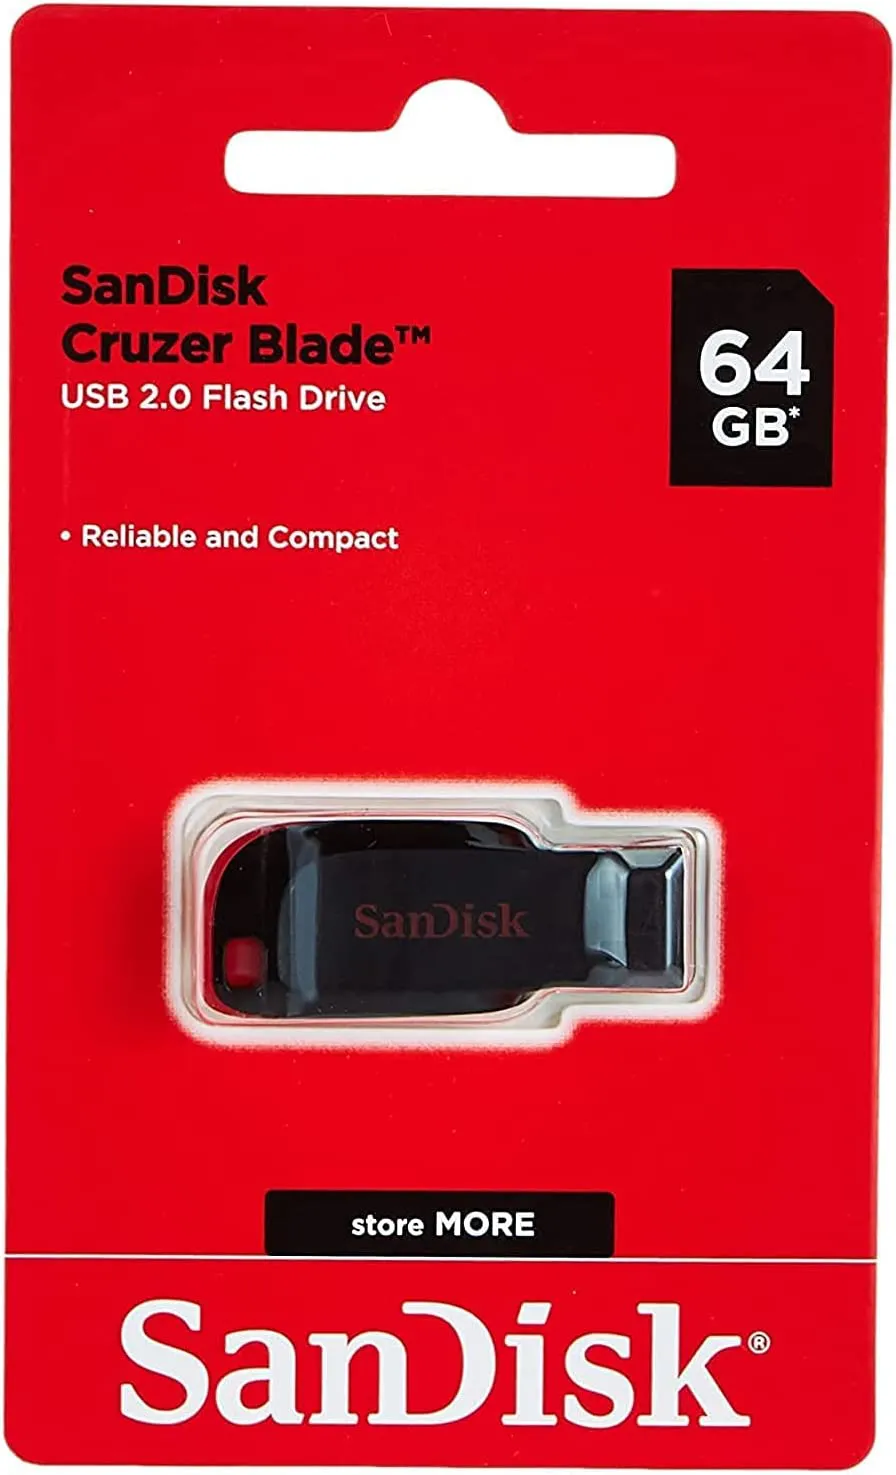 SanDisk
Cruzer Blade™
USB 2.0 Flash Drive
64
GB*
• Reliable and Compact
SanDisk
store MORE
SanDisk®